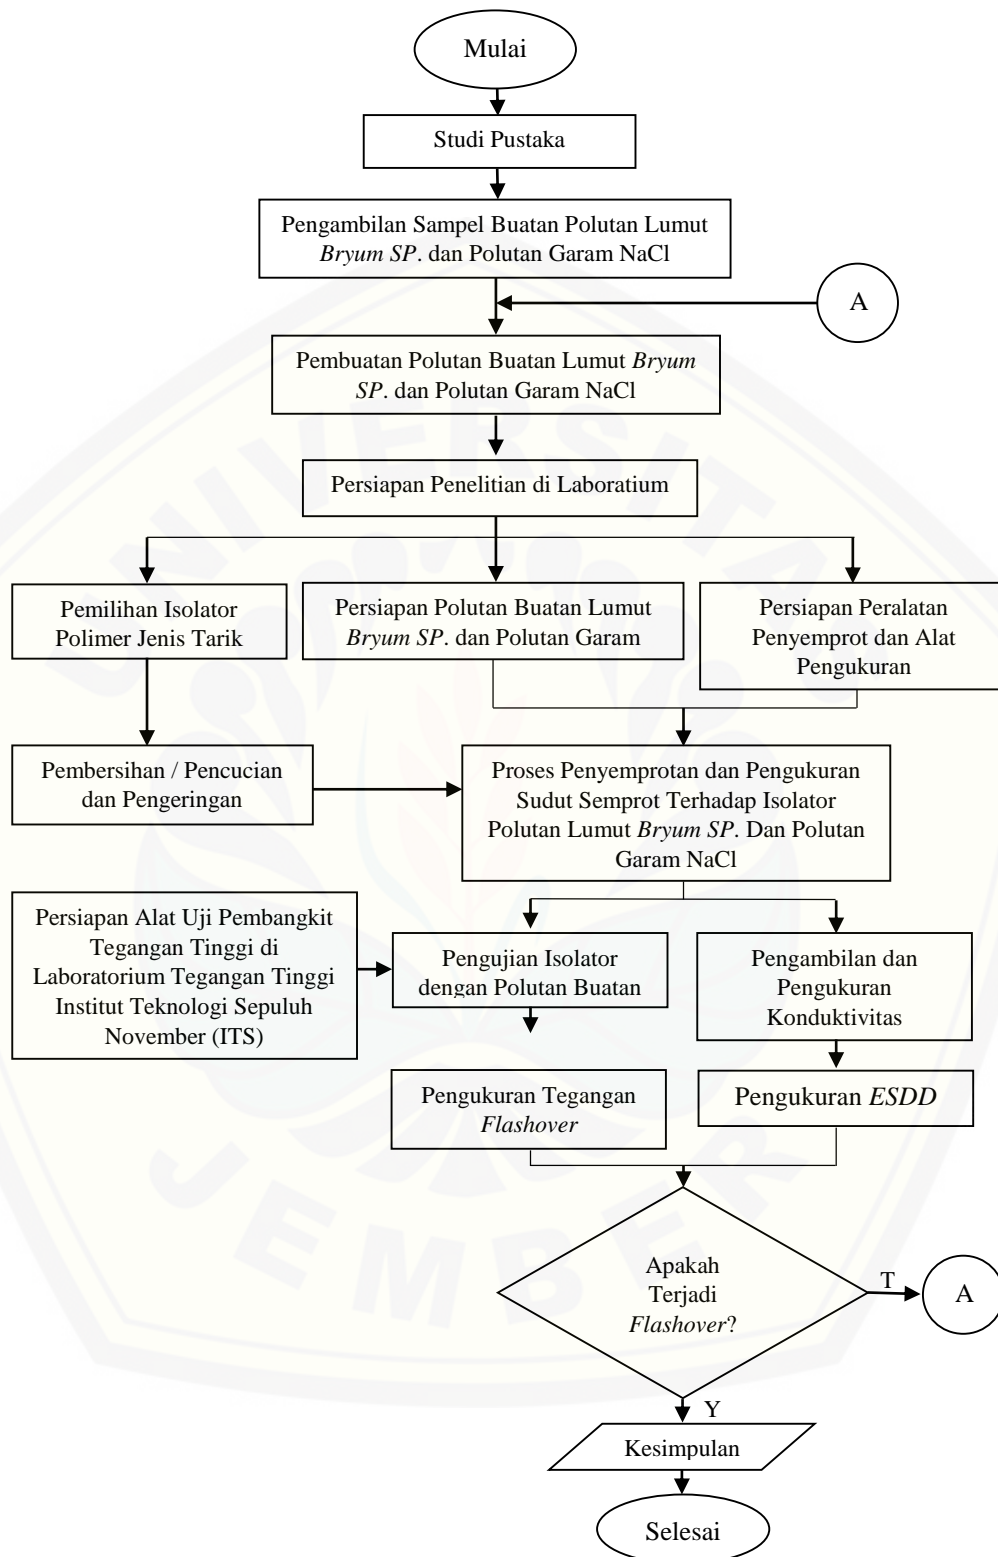 Mulai
Studi Pustaka
Pengambilan Sampel Buatan Polutan Lumut
Bryum SP. dan Polutan Garam NaCl
A
Pembuatan Polutan Buatan Lumut Bryum
SP. dan Polutan Garam NaCl
Persiapan Penelitian di Laboratium
Pemilihan Isolator
Polimer Jenis Tarik
Persiapan Polutan Buatan Lumut
Bryum SP. dan Polutan Garam
Persiapan Peralatan
Penyemprot dan Alat
Pengukuran
Pembersihan / Pencucian
dan Pengeringan
Proses Penyemprotan dan Pengukuran
Sudut Semprot Terhadap Isolator
Polutan Lumut Bryum SP. Dan Polutan
Garam NaCl
Persiapan Alat Uji Pembangkit
Tegangan Tinggi di
Laboratorium Tegangan Tinggi
Institut Teknologi Sepuluh
November (ITS)
Pengujian Isolator
dengan Polutan Buatan
Pengambilan dan
Pengukuran
Konduktivitas
Pengukuran Tegangan
Flashover
Pengukuran ESDD
Apakah
Terjadi
Flashover?
T
A
Y
Kesimpulan
Selesai
UNIVERSITAS
JEMBER